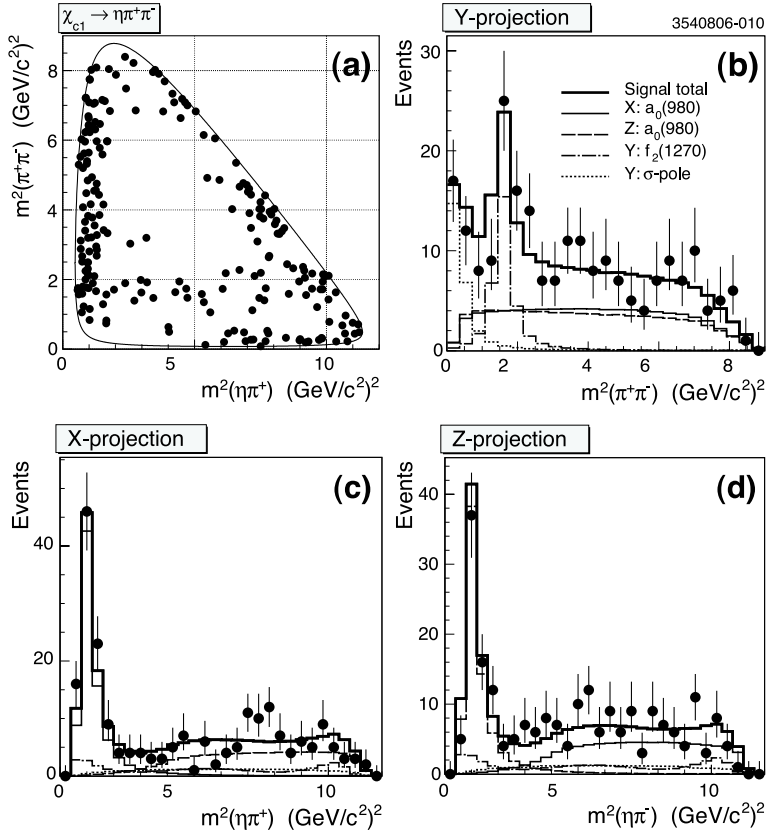 χc1 → ηπ+π-
Y-projection
3540806-010
(a)
m2(π+π-) (GeV/c2)2
8
6
4
2
0
0
5
10
m2(ηπ+) (GeV/c2)2
(b)
Events
30
20
10
0
Signal total
X: a0(980)
Z: a0(980)
Y: f2(1270)
Y: σ-pole
0
2
4
6
8
m2(π+π-) (GeV/c2)2
X-projection
(c)
Events
40
20
0
0
5
10
m2(ηπ+) (GeV/c2)2
Z-projection
(d)
Events
40
30
20
10
0
0
5
10
m2(ηπ-) (GeV/c2)2